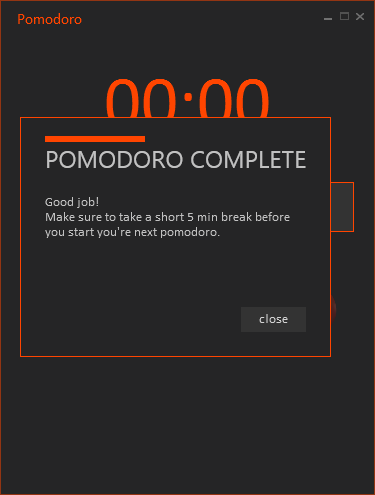 Pomodoro
00:00
POMODORO COMPLETE
Good job!
Make sure to take a short 5 min break before
you start you're next pomodoro.
close